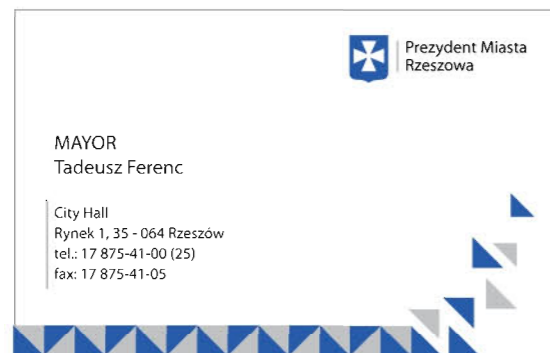 Prezydent Miasta
Rzeszowa
MAYOR
Tadeusz Ferenc
City Hall
Rynek 1, 35 - 064 Rzeszów
tel.: 17 875-41-00 (25)
fax: 17 875-41-05